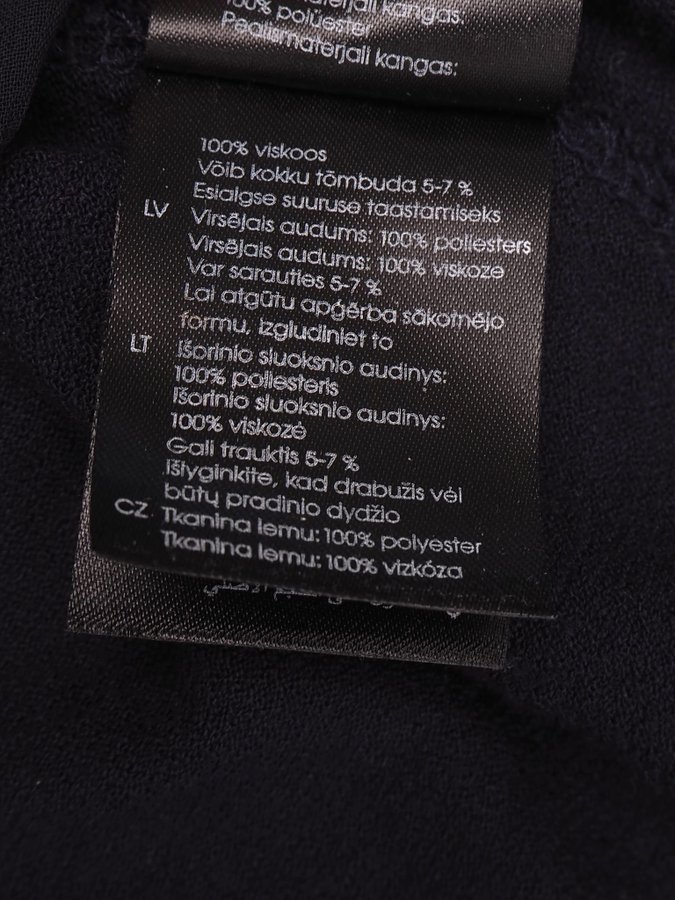 materjali kangas:
100% polüester
Pealismaterjali kangas:
100% viskoos
Võib kokku tõmbuda 5-7 %
Esialgse suuruse taastamiseks
LV Virsējais audums: 100% poliesters
Virsējais audums: 100% viskoze
Var sarauties 5-7 %
Lai atgūtu apģērba sākotnējo
formu, izgludiniet to
LT Išorinio sluoksnio audinys:
100% poliesteris
Išorinio sluoksnio audinys:
100% viskozė
Gali trauktis 5-7 %
išlyginkite, kad drabužis vėl
būtų pradinio dydžio
CZ Tkanina lemu: 100% polyester
Tkanina lemu: 100% vizkóza